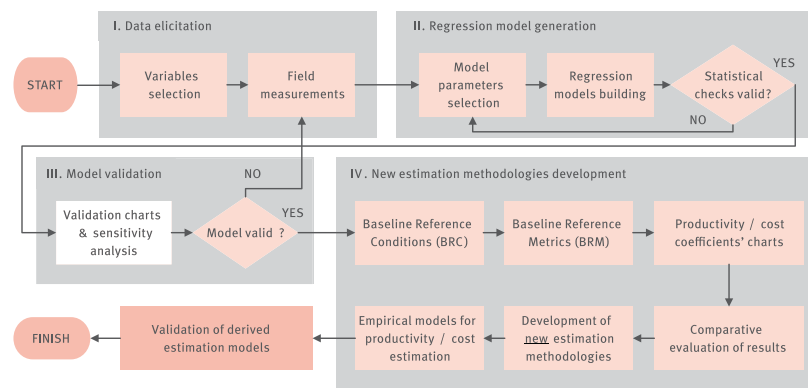 I. Data elicitation
II. Regression model generation
START
Variables
selection
Field
measurements
Model
parameters
selection
Regression
models building
Statistical
checks valid?
YES
NO
III. Model validation
NO
Validation charts
& sensitivity
analysis
Model valid ?
YES
IV. New estimation methodologies development
Baseline Reference
Conditions (BRC)
Baseline Reference
Metrics (BRM)
Productivity / cost
coefficients' charts
FINISH
Validation of derived
estimation models
Empirical models for
productivity / cost
estimation
Development of
new estimation
methodologies
Comparative
evaluation of results